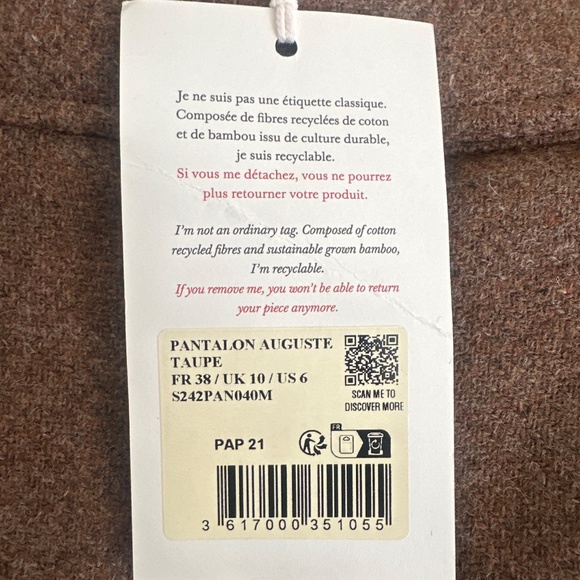 Je ne suis pas une étiquette classique.
Composée de fibres recyclées de coton
et de bambou issu de culture durable,
je suis recyclable.
Si vous me détachez, vous ne pourrez
plus retourner votre produit.
I'm not an ordinary tag. Composed of cotton
recycled fibres and sustainable grown bamboo,
I'm recyclable.
If you remove me, you won't be able to return
your piece anymore.
PANTALON AUGUSTE
TAUPE
FR 38 / UK 10 / US 6
S242PAN040M
SCAN ME TO
DISCOVER MORE
PAP 21
FR
3 617000 351055